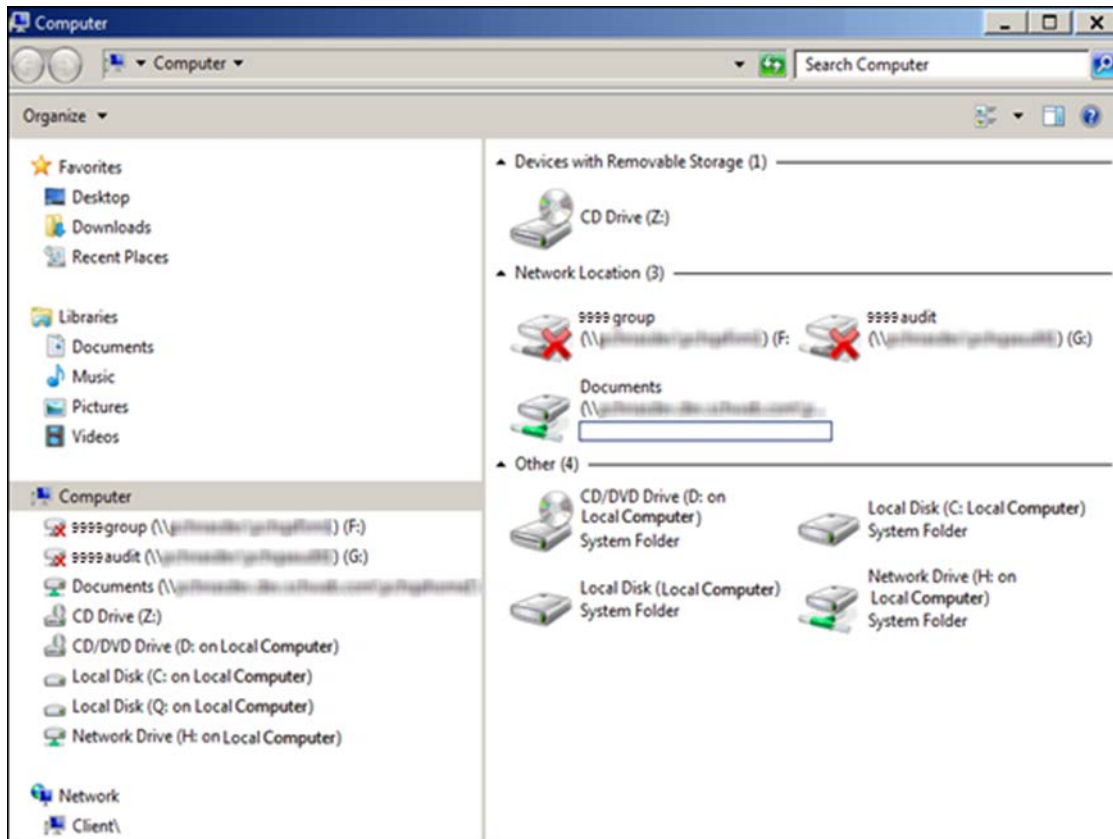 Computer
Computer
Search Computer
Organize
Favorites
Desktop
Downloads
Recent Places
Libraries
Documents
Music
Pictures
Videos
Computer
9999 group (\\ ) (F:)
9999 audit (\\ ) (G:)
Documents (\\
CD Drive (Z:)
CD/DVD Drive (D: on Local Computer)
Local Disk (C: on Local Computer)
Local Disk (Q: on Local Computer)
Network Drive (H: on Local Computer)
Network
Client\
Devices with Removable Storage (1)
CD Drive (Z:)
Network Location (3)
9999 group
(\\ ) (F:
9999 audit
(\\ ) (G:)
Documents
(\\
Other (4)
CD/DVD Drive (D: on
Local Computer)
System Folder
Local Disk (C: Local Computer)
System Folder
Local Disk (Local Computer)
System Folder
Network Drive (H: on
Local Computer)
System Folder